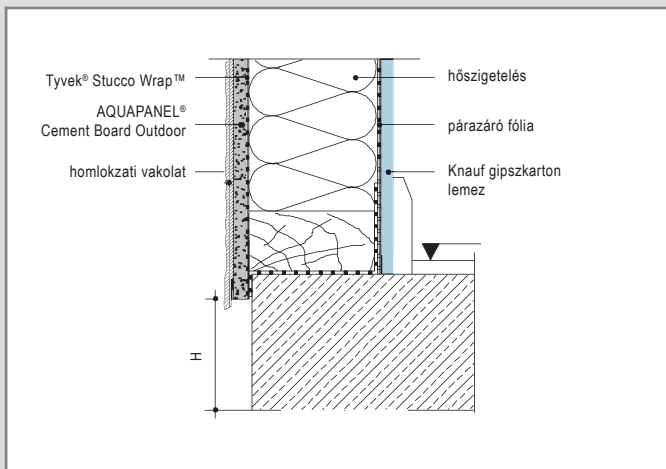 Tyvek® Stucco Wrap™
AQUAPANEL®
Cement Board Outdoor
homlokzati vakolat
hőszigetelés
párazáró fólia
Knauf gipszkarton
lemez
H